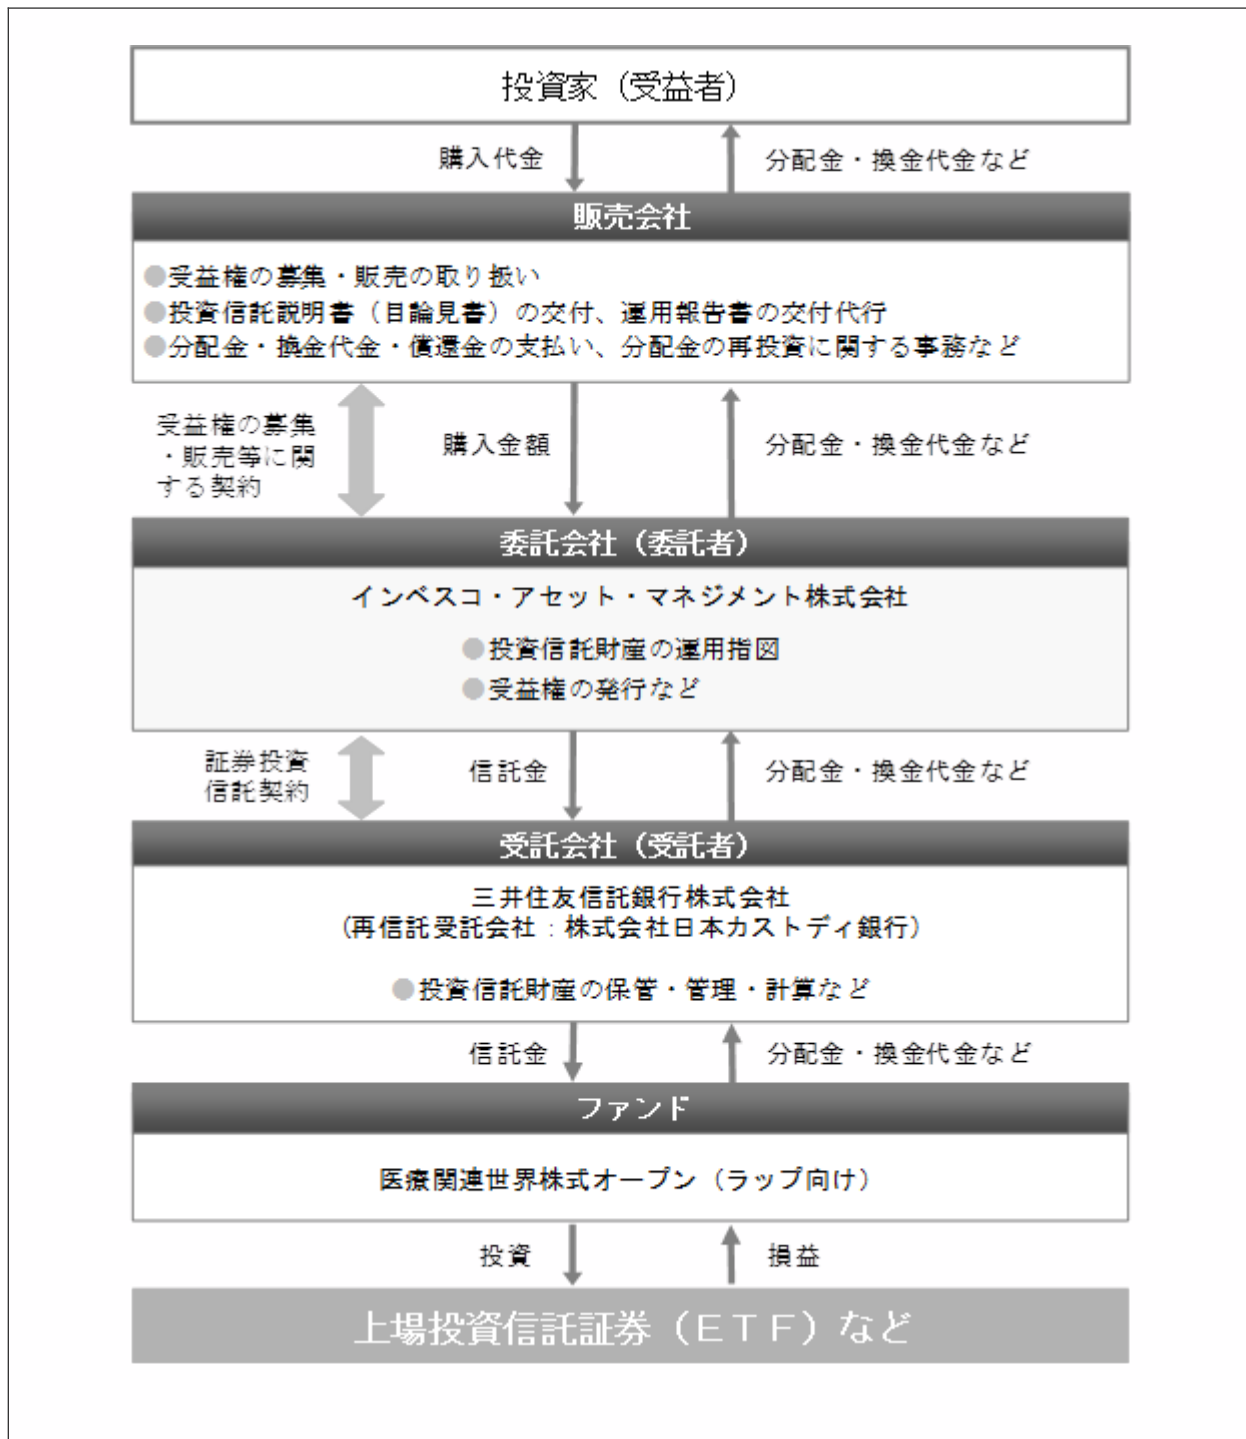 投資家（受益者）
購入代金
分配金・換金代金など
販売会社
●受益権の募集・販売の取り扱い
●投資信託説明書（目論見書）の交付、運用報告書の交付代行
●分配金・換金代金・償還金の支払い、分配金の再投資に関する事務など
受益権の募集
・販売等に関
する契約
購入金額
分配金・換金代金など
委託会社（委託者）
インベスコ・アセット・マネジメント株式会社
●投資信託財産の運用指図
●受益権の発行など
証券投資
信託契約
信託金
分配金・換金代金など
受託会社（受託者）
三井住友信託銀行株式会社
（再信託受託会社：株式会社日本カストディ銀行）
●投資信託財産の保管・管理・計算など
信託金
分配金・換金代金など
ファンド
医療関連世界株式オープン（ラップ向け）
投資
損益
上場投資信託証券（ＥＴＦ）など